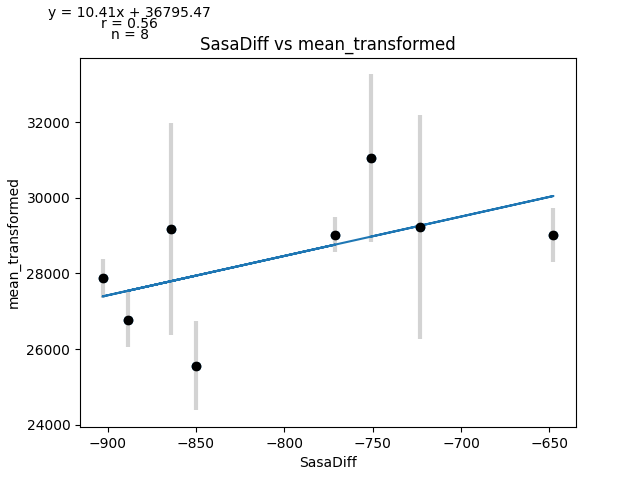 y = 10.41x + 36795.47
r = 0.56
n = 8
SasaDiff vs mean_transformed
mean_transformed
32000
30000
28000
26000
24000
−900
−850
−800
−750
−700
−650
SasaDiff